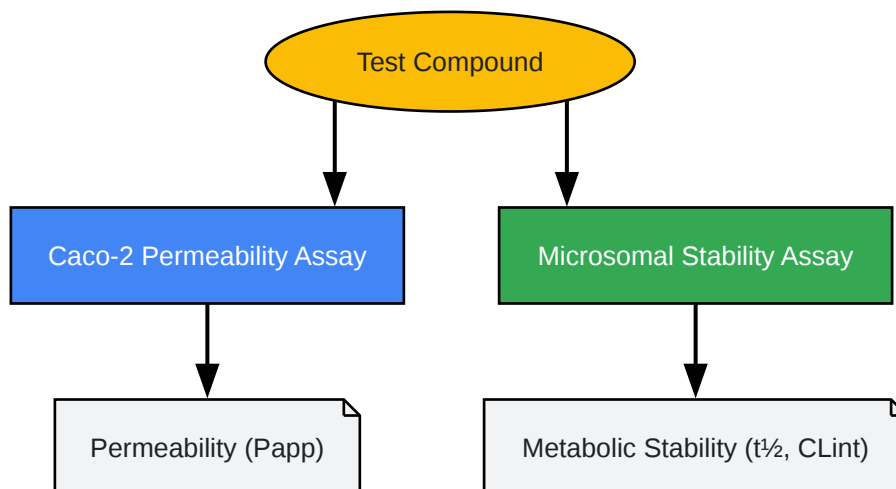 Test Compound
Caco-2 Permeability Assay
Microsomal Stability Assay
Permeability (Papp)
Metabolic Stability (t½, CLint)